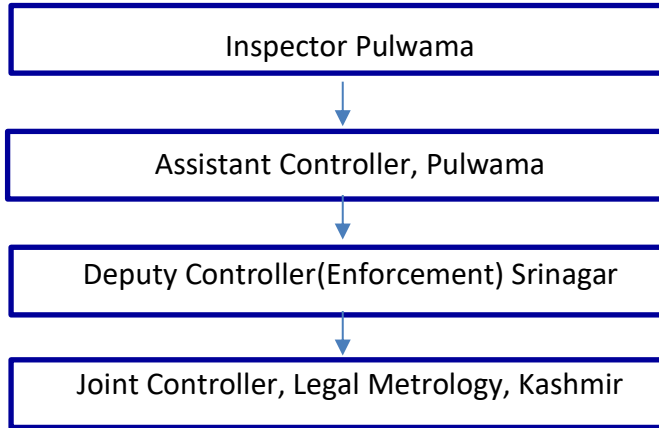 Inspector Pulwama
Assistant Controller, Pulwama
Deputy Controller(Enforcement) Srinagar
Joint Controller, Legal Metrology, Kashmir